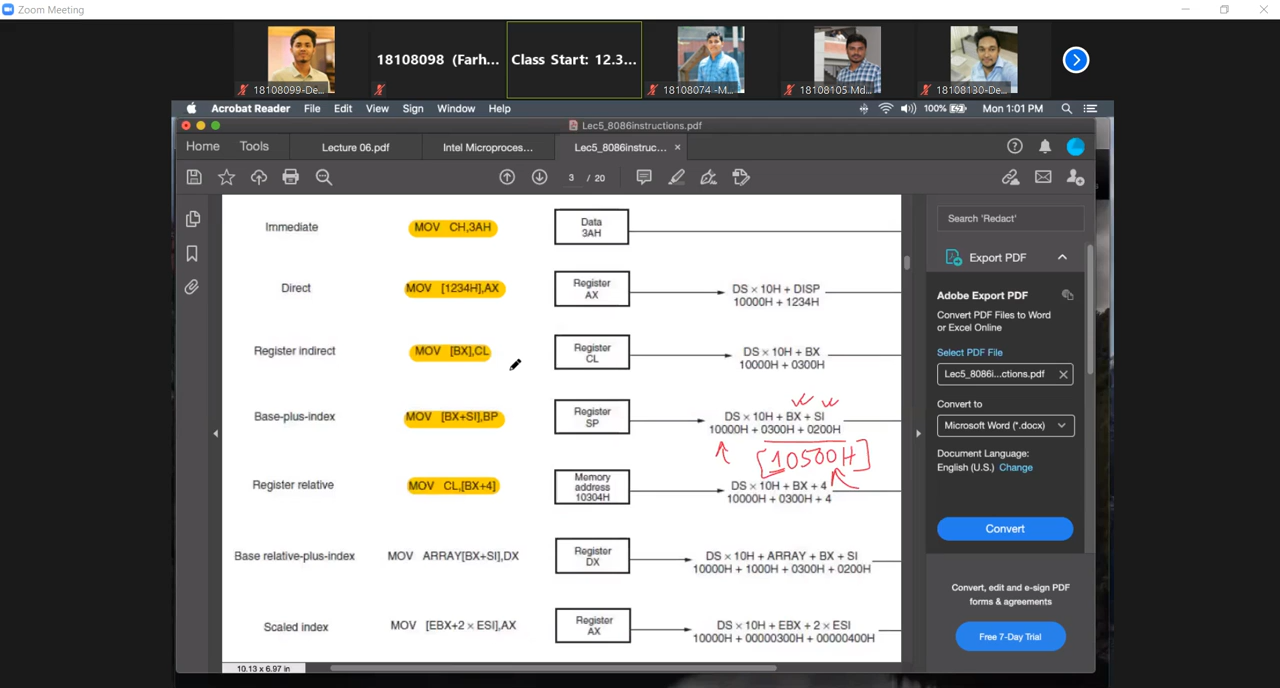 Zoom Meeting
18108098 (Farh...
Class Start: 12.3...
18108099-De...
18108074 -M...
18108105 Md...
18108130-De...
Acrobat Reader File Edit View Sign Window Help
100% Mon 1:01 PM
Lec5_8086instructions.pdf
Home Tools Lecture 06.pdf Intel Microproces... Lec5_8086instruc... ×
3 / 20
Immediate MOV CH,3AH Data
3AH
Direct MOV [1234H],AX Register
AX
DS × 10H + DISP
10000H + 1234H
Register indirect MOV [BX],CL Register
CL
DS × 10H + BX
10000H + 0300H
Base-plus-index MOV [BX+SI],BP Register
SP
DS × 10H + BX + SI
10000H + 0300H + 0200H
[10500H]
Register relative MOV CL,[BX+4] Memory
address
10304H
DS × 10H + BX + 4
10000H + 0300H + 4
Base relative-plus-index MOV ARRAY[BX+SI],DX Register
DX
DS × 10H + ARRAY + BX + SI
10000H + 1000H + 0300H + 0200H
Scaled index MOV [EBX+2 × ESI],AX Register
AX
DS × 10H + EBX + 2 × ESI
10000H + 00000300H + 00000400H
10.13 x 6.97 in
Search 'Redact'
Export PDF
Adobe Export PDF
Convert PDF Files to Word
or Excel Online
Select PDF File
Lec5_8086i...ctions.pdf
Convert to
Microsoft Word (*.docx)
Document Language:
English (U.S.) Change
Convert
Convert, edit and e-sign PDF
forms & agreements
Free 7-Day Trial